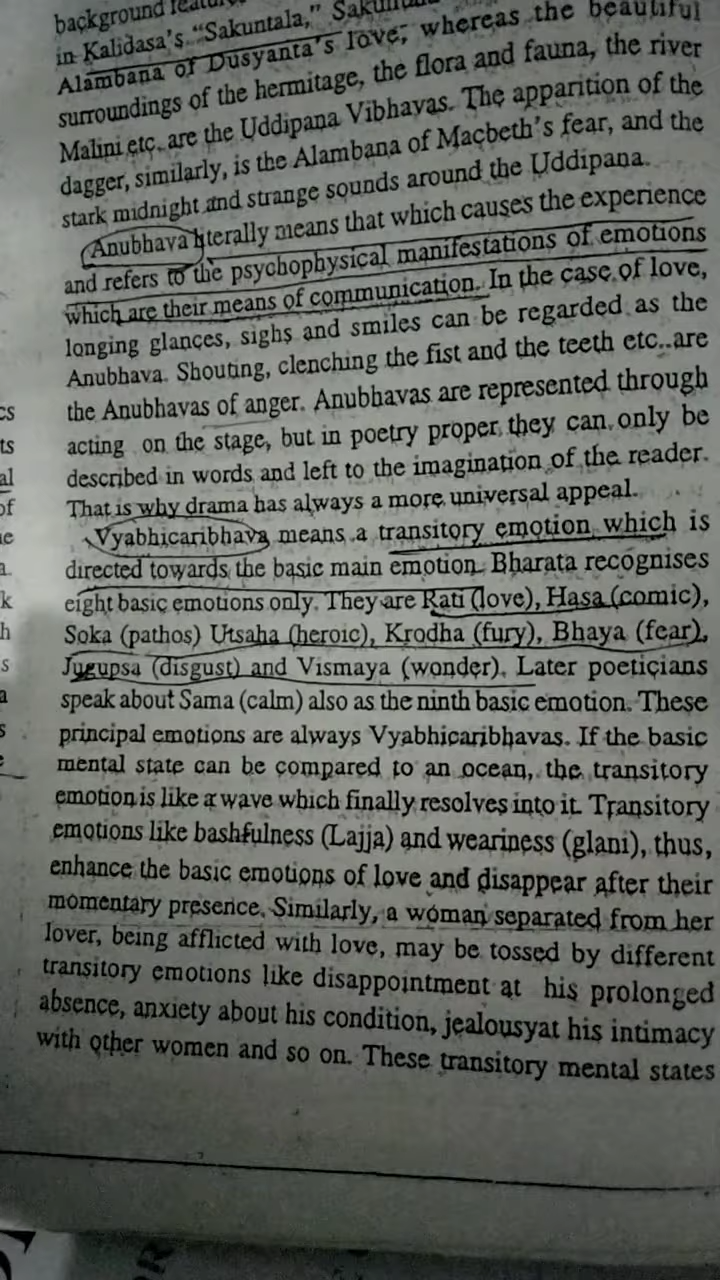 background
in Kalidasa's "Sakuntala,"
Alambana of Dusyanta's love; whereas the beautiful
surroundings of the hermitage, the flora and fauna, the river
Malini etc. are the Uddipana Vibhavas. The apparition of the
dagger, similarly, is the Alambana of Macbeth's fear, and the
stark midnight and strange sounds around the Uddipana.
Anubhava literally means that which causes the experience
and refers to the psychophysical manifestations of emotions
which are their means of communication. In the case of love,
longing glances, sighs and smiles can be regarded as the
Anubhava. Shouting, clenching the fist and the teeth etc..are
the Anubhavas of anger. Anubhavas are represented through
acting on the stage, but in poetry proper, they can only be
described in words and left to the imagination of the reader.
That is why drama has always a more universal appeal.
Vyabhicaribhava means a transitory emotion which is
directed towards the basic main emotion. Bharata recognises
eight basic emotions only. They are Rati (love), Hasa (comic),
Soka (pathos) Utsaha (heroic), Krodha (fury), Bhaya (fear),
Jugupsa (disgust) and Vismaya (wonder). Later poeticians
speak about Sama (calm) also as the ninth basic emotion. These
principal emotions are always Vyabhicaribhavas. If the basic
mental state can be compared to an ocean, the transitory
emotion is like a wave which finally resolves into it. Transitory
emotions like bashfulness (Lajja) and weariness (glani), thus,
enhance the basic emotions of love and disappear after their
momentary presence. Similarly, a woman separated from her
lover, being afflicted with love, may be tossed by different
transitory emotions like disappointment at his prolonged
absence, anxiety about his condition, jealousyat his intimacy
with other women and so on. These transitory mental states